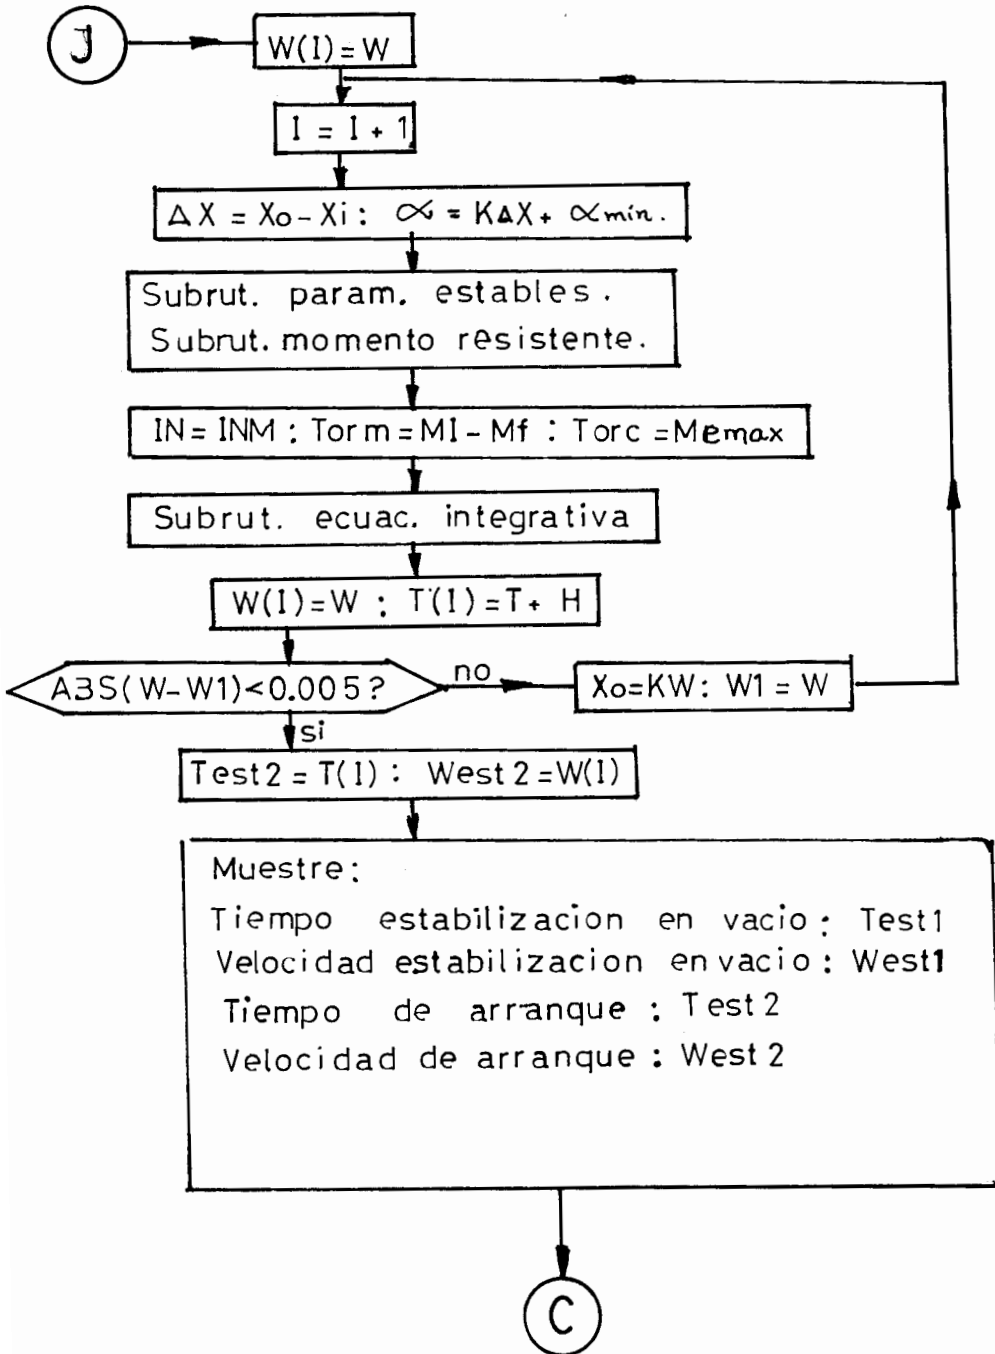 J
W(I)=W
I = I + 1
ΔX = Xo - Xi : α = KΔX + αmin.
Subrut. param. estables.
Subrut. momento resistente.
IN = INM : Torm = MI - Mf : Torc = Memax
Subrut. ecuac. integrativa
W(I)=W : T(I)=T+ H
ABS(W-W1)<0.005?
no
Xo=KW: W1 = W
si
Test2 = T(I) : West2 = W(I)
Muestre:
Tiempo estabilizacion en vacio: Test1
Velocidad estabilizacion en vacio: West1
Tiempo de arranque : Test2
Velocidad de arranque : West2
C